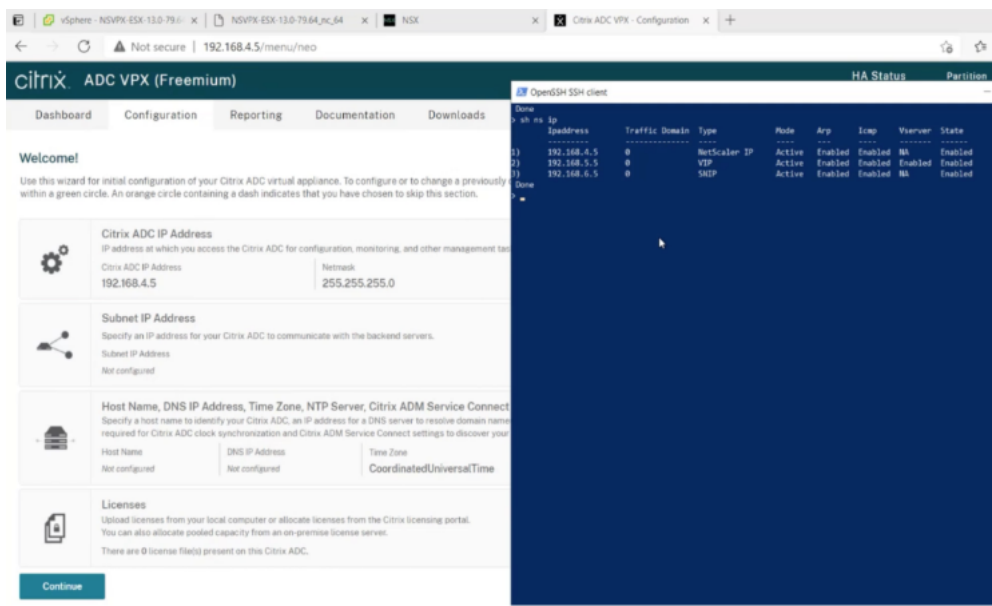 vSphere - NSVPX-ESX-13.0-79.6
NSVPX-ESX-13.0-79.64_nc_64
NSX
Citrix ADC VPX - Configuration
Not secure | 192.168.4.5/menu/neo
citrix. ADC VPX (Freemium)
HA Status
Partition
Dashboard
Configuration
Reporting
Documentation
Downloads
Welcome!
Use this wizard for initial configuration of your Citrix ADC virtual appliance. To configure or to change a previously
within a green circle. An orange circle containing a dash indicates that you have chosen to skip this section.
Citrix ADC IP Address
IP address at which you access the Citrix ADC for configuration, monitoring, and other management tas
Citrix ADC IP Address
Netmask
192.168.4.5
255.255.255.0
Subnet IP Address
Specify an IP address for your Citrix ADC to communicate with the backend servers.
Subnet IP Address
Not configured
Host Name, DNS IP Address, Time Zone, NTP Server, Citrix ADM Service Connect
Specify a host name to identify your Citrix ADC, an IP address for a DNS server to resolve domain name
required for Citrix ADC clock synchronization and Citrix ADM Service Connect settings to discover your
Host Name
DNS IP Address
Time Zone
Not configured
Not configured
CoordinatedUniversalTime
Licenses
Upload licenses from your local computer or allocate licenses from the Citrix licensing portal.
You can also allocate pooled capacity from an on-premise license server.
There are 0 license file(s) present on this Citrix ADC.
Continue
OpenSSH SSH client
Done
> sh ns ip
Ipaddress Traffic Domain Type Mode Arp Icmp Vserver State
--------- -------------- ---- ---- --- ---- ------- -----
1) 192.168.4.5 0 NetScaler IP Active Enabled Enabled NA Enabled
2) 192.168.5.5 0 VIP Active Enabled Enabled Enabled Enabled
3) 192.168.6.5 0 SNIP Active Enabled Enabled NA Enabled
Done
>